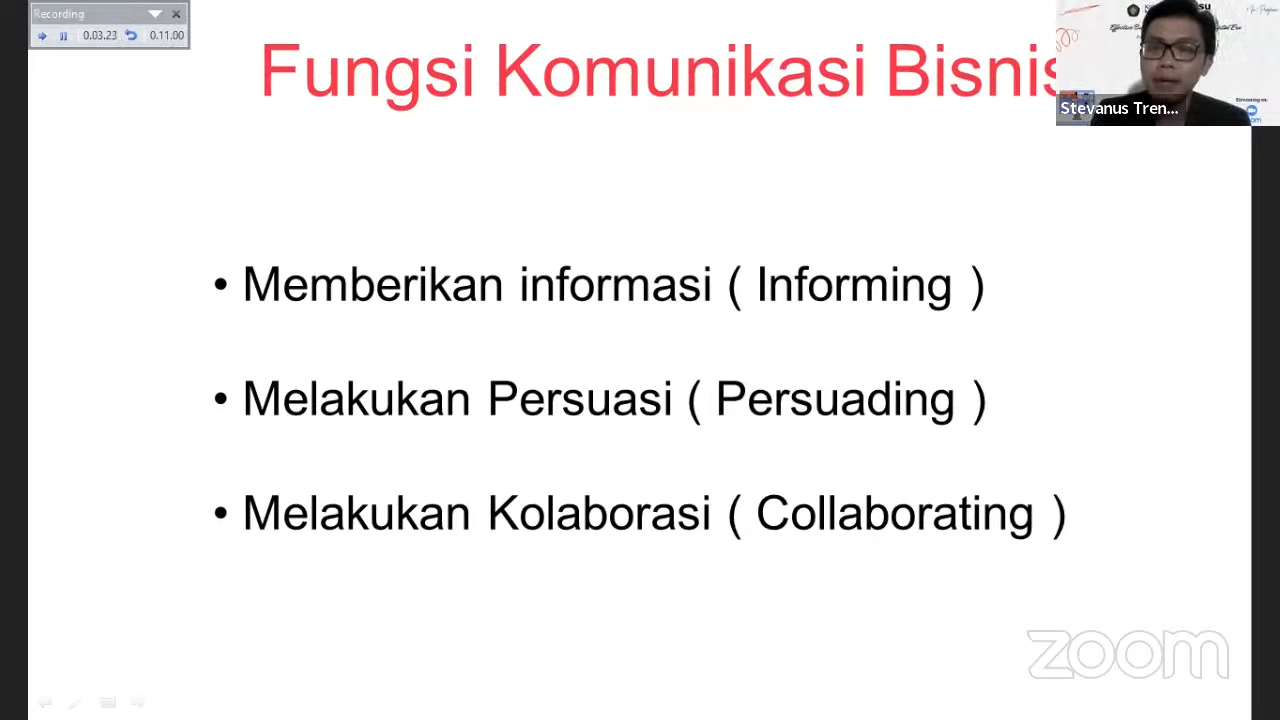 Recording
0.03.23
0.11.00
Fungsi Komunikasi Bisnis
Stevanus Tren...
• Memberikan informasi ( Informing )
• Melakukan Persuasi ( Persuading )
• Melakukan Kolaborasi ( Collaborating )
zoom